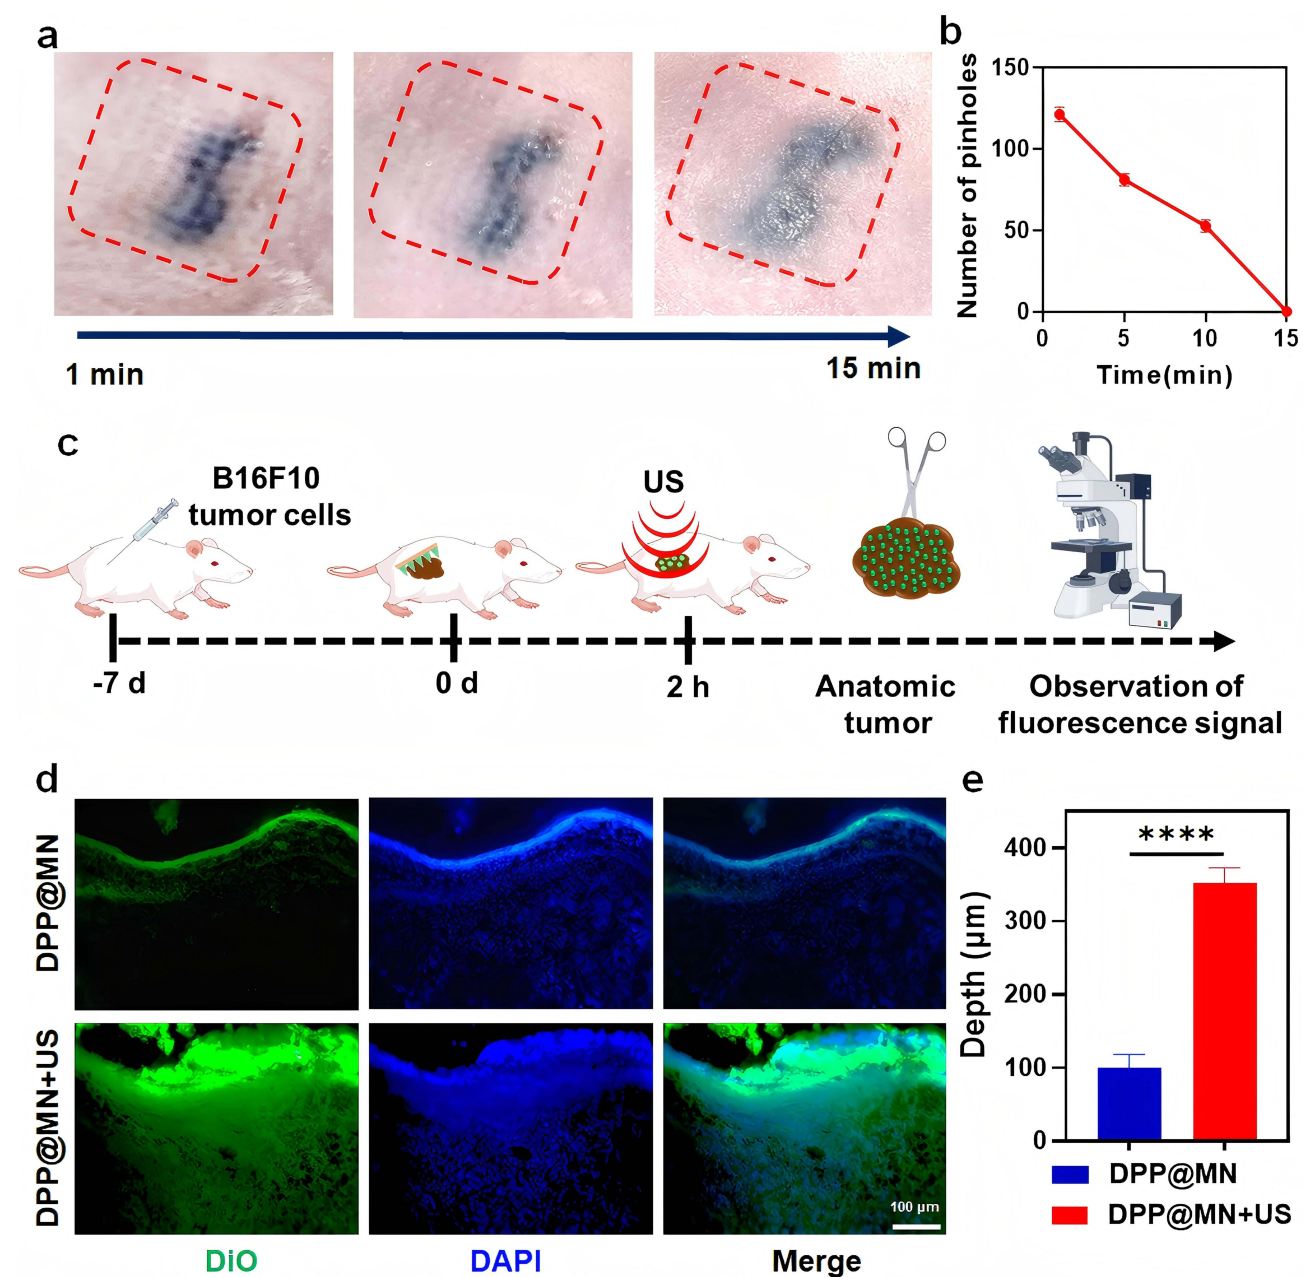 a
1 min
15 min
b
Number of pinholes
150
100
50
0
0
5
10
15
Time(min)
c
B16F10
tumor cells
US
-7 d
0 d
2 h
Anatomic
tumor
Observation of
fluorescence signal
d
DPP@MN
DPP@MN+US
100 μm
DiO
DAPI
Merge
e
Depth (μm)
400
300
200
100
0
****
DPP@MN
DPP@MN+US